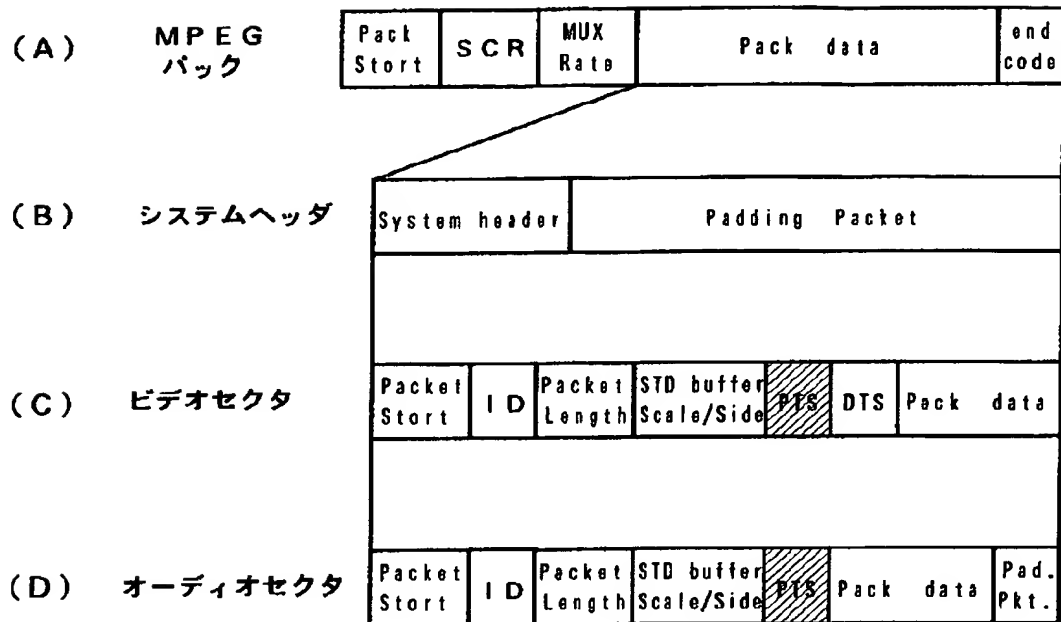 (A) MPEG パック Pack Stort SCR MUX Rate Pack data end code
(B) システムヘッダ System header Padding Packet
(C) ビデオセクタ Packet Stort ID Packet Length STD buffer Scale/Side PTS DTS Pack data
(D) オーディオセクタ Packet Stort ID Packet Length STD buffer Scale/Side PTS Pack data Pad. Pkt.